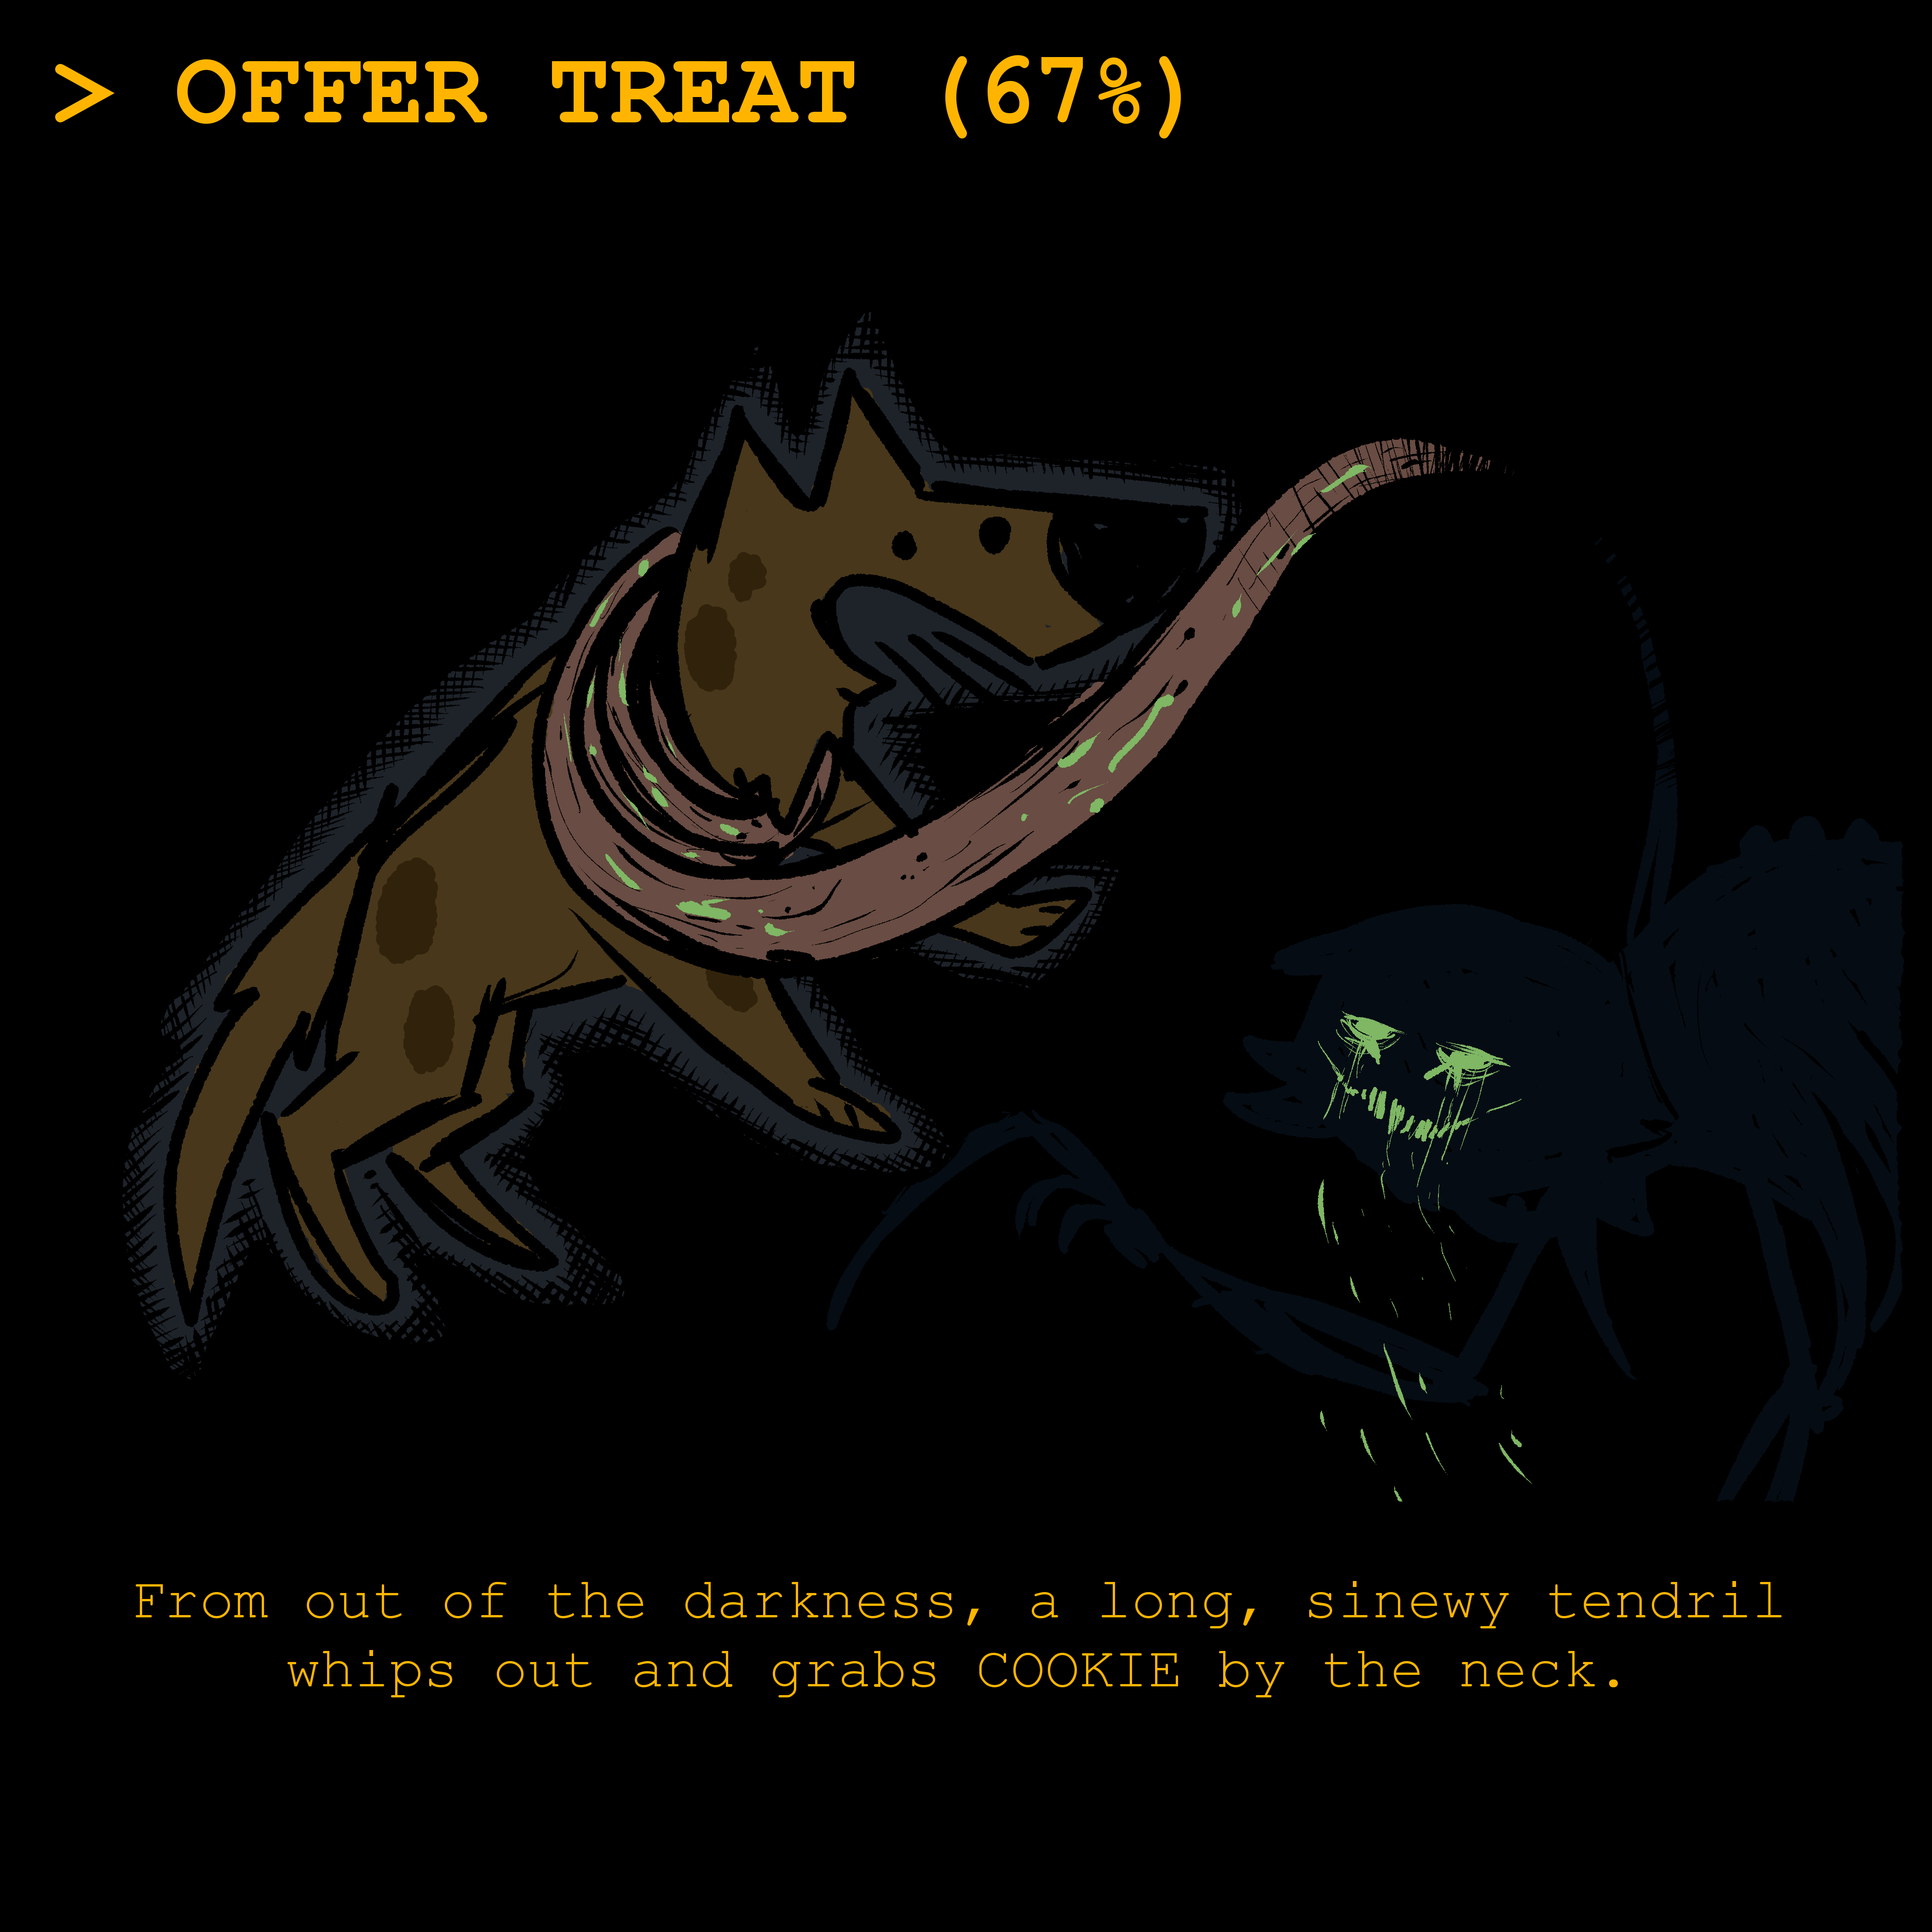 > OFFER TREAT (67%)
From out of the darkness, a long, sinewy tendril
whips out and grabs COOKIE by the neck.